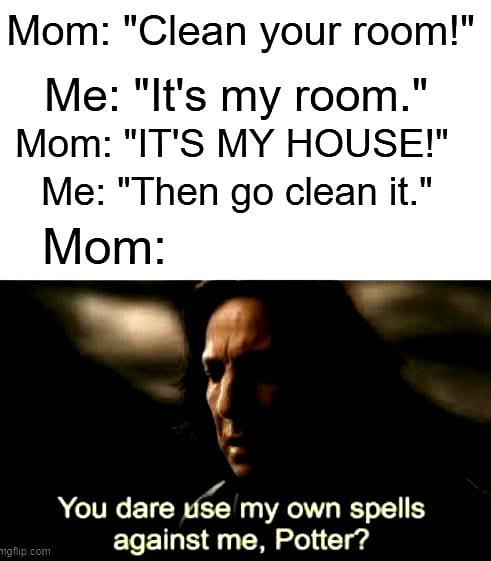 Mom: "Clean your room!"
Me: "It's my room."
Mom: "IT'S MY HOUSE!"
Me: "Then go clean it."
Mom:
You dare use my own spells
against me, Potter?
mgflip.com